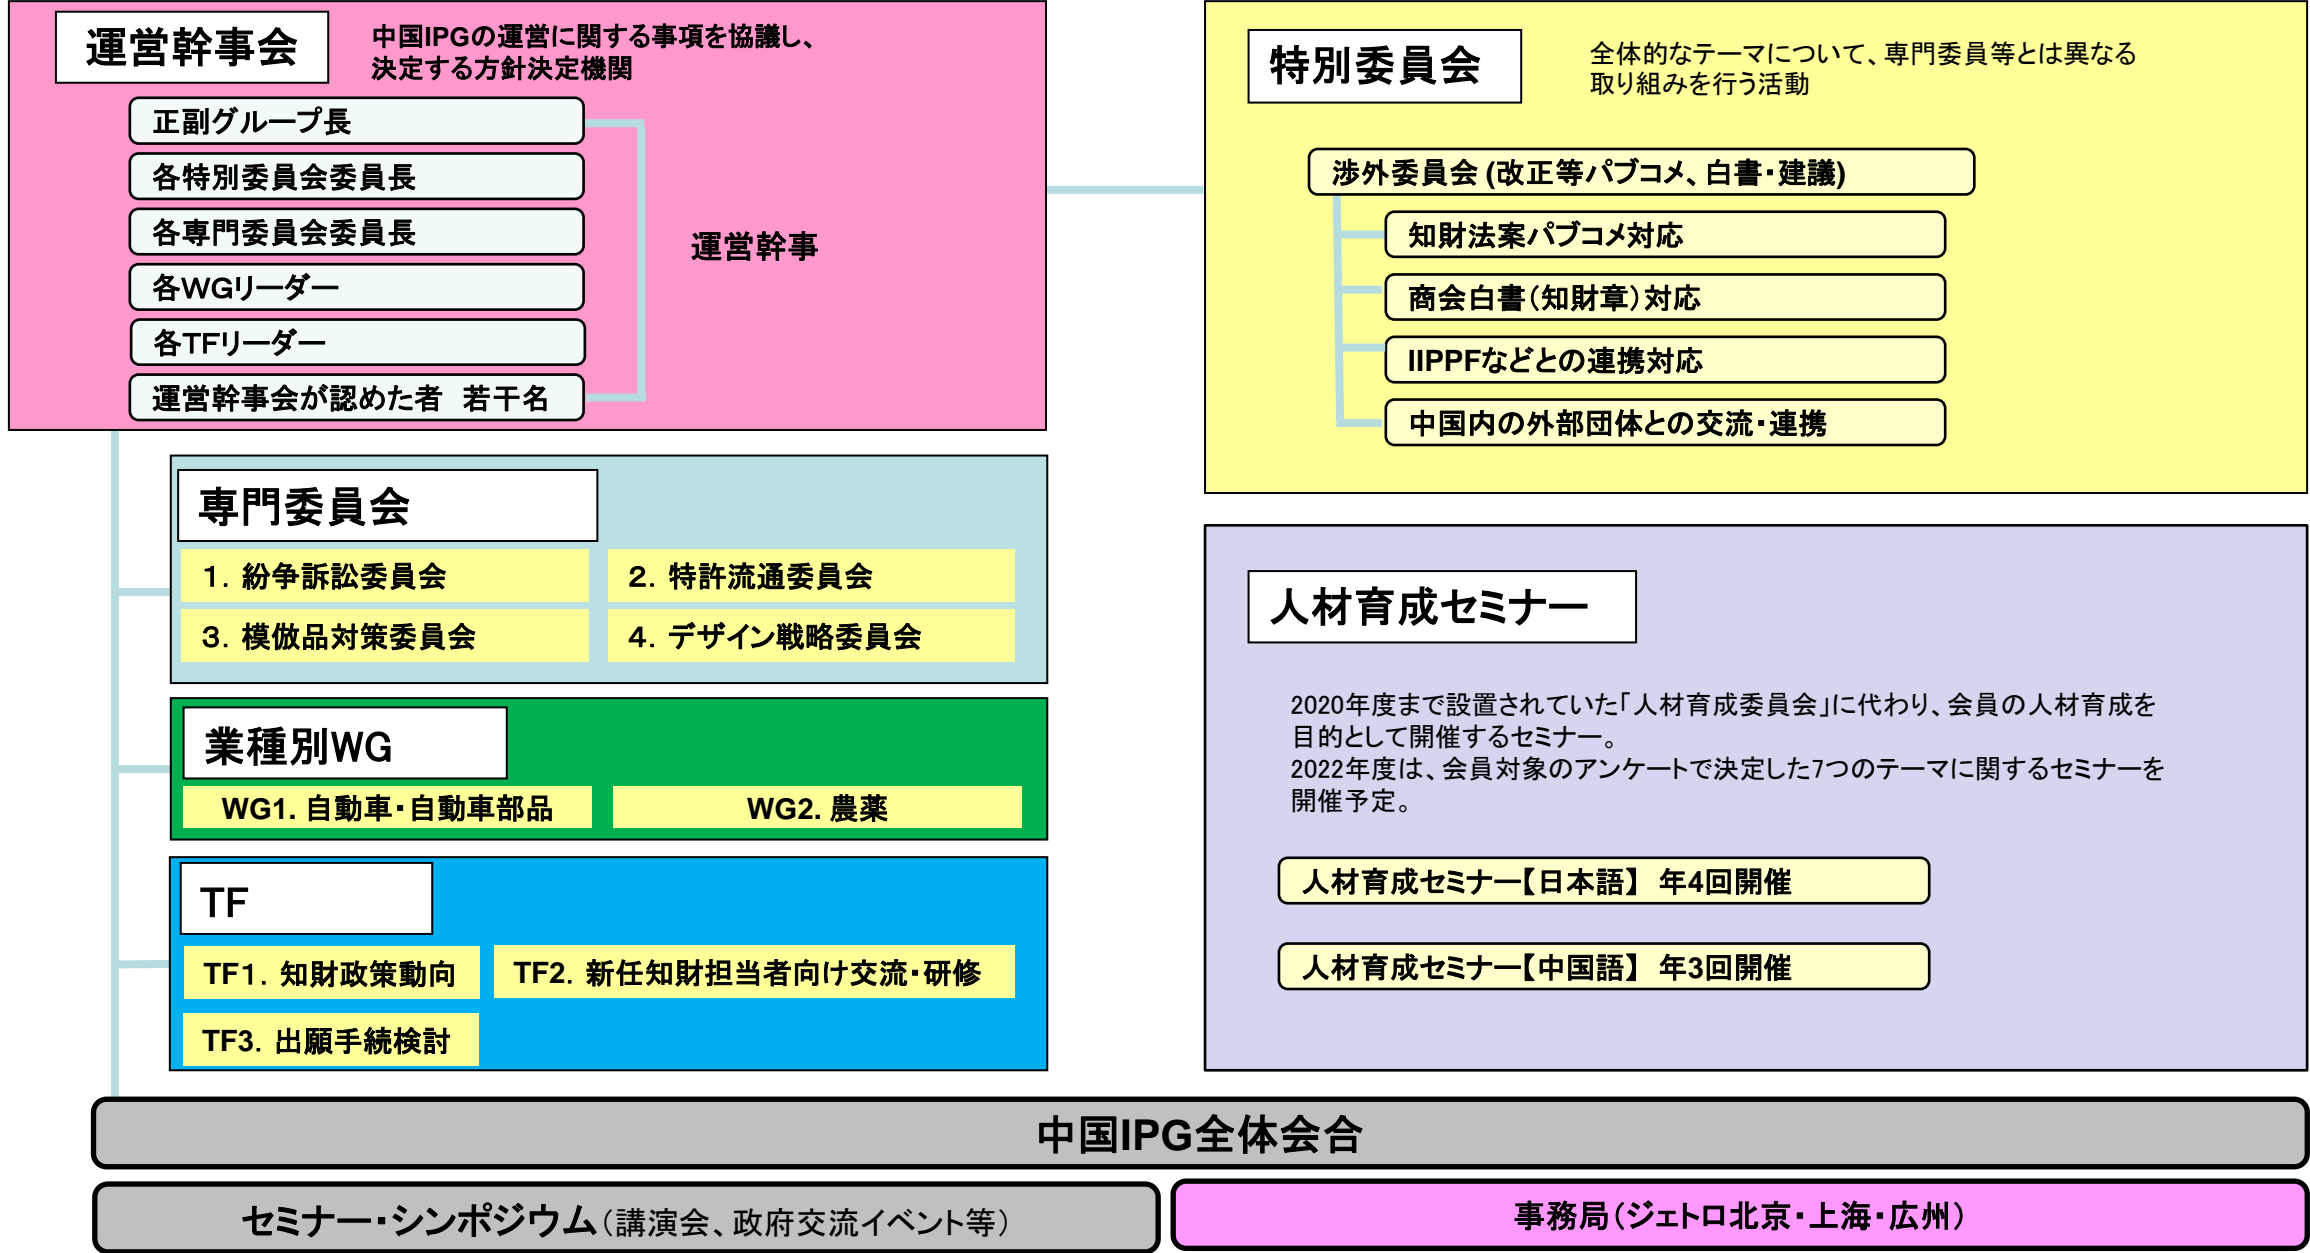 運営幹事会
中国IPGの運営に関する事項を協議し、
決定する方針決定機関
正副グループ長
各特別委員会委員長
各専門委員会委員長
各WGリーダー
各TFリーダー
運営幹事会が認めた者　若干名
運営幹事
特別委員会
全体的なテーマについて、専門委員等とは異なる
取り組みを行う活動
渉外委員会 (改正等パブコメ、白書・建議)
知財法案パブコメ対応
商会白書（知財章）対応
IIPPFなどとの連携対応
中国内の外部団体との交流・連携
専門委員会
１．紛争訴訟委員会
２．特許流通委員会
３．模倣品対策委員会
４．デザイン戦略委員会
業種別WG
WG1．自動車・自動車部品
WG2．農薬
TF
TF１．知財政策動向
TF2．新任知財担当者向け交流・研修
TF3．出願手続検討
人材育成セミナー
2020年度まで設置されていた「人材育成委員会」に代わり、会員の人材育成を
目的として開催するセミナー。
2022年度は、会員対象のアンケートで決定した7つのテーマに関するセミナーを
開催予定。
人材育成セミナー【日本語】 年4回開催
人材育成セミナー【中国語】 年3回開催
中国IPG全体会合
セミナー・シンポジウム（講演会、政府交流イベント等）
事務局（ジェトロ北京・上海・広州）